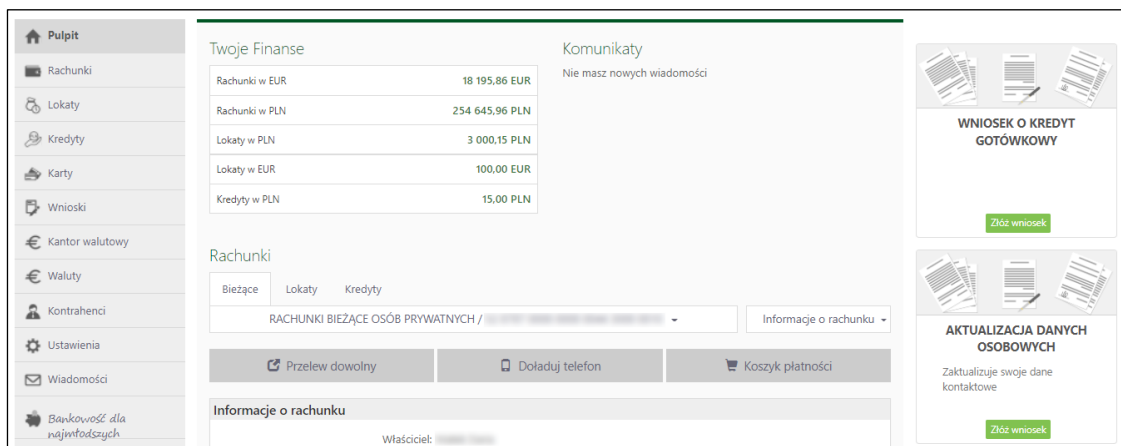 Pulpit
Rachunki
Lokaty
Kredyty
Karty
Wnioski
Kantor walutowy
Waluty
Kontrahenci
Ustawienia
Wiadomości
Bankowość dla
najmłodszych
Twoje Finanse
Rachunki w EUR 18 195,86 EUR
Rachunki w PLN 254 645,96 PLN
Lokaty w PLN 3 000,15 PLN
Lokaty w EUR 100,00 EUR
Kredyty w PLN 15,00 PLN
Komunikaty
Nie masz nowych wiadomości
Rachunki
Bieżące Lokaty Kredyty
RACHUNKI BIEŻĄCE OSÓB PRYWATNYCH /
Informacje o rachunku
Przelew dowolny Doładuj telefon Koszyk płatności
Informacje o rachunku
Właściciel:
WNIOSEK O KREDYT
GOTÓWKOWY
Złóż wniosek
AKTUALIZACJA DANYCH
OSOBOWYCH
Zaktualizuje swoje dane
kontaktowe
Złóż wniosek